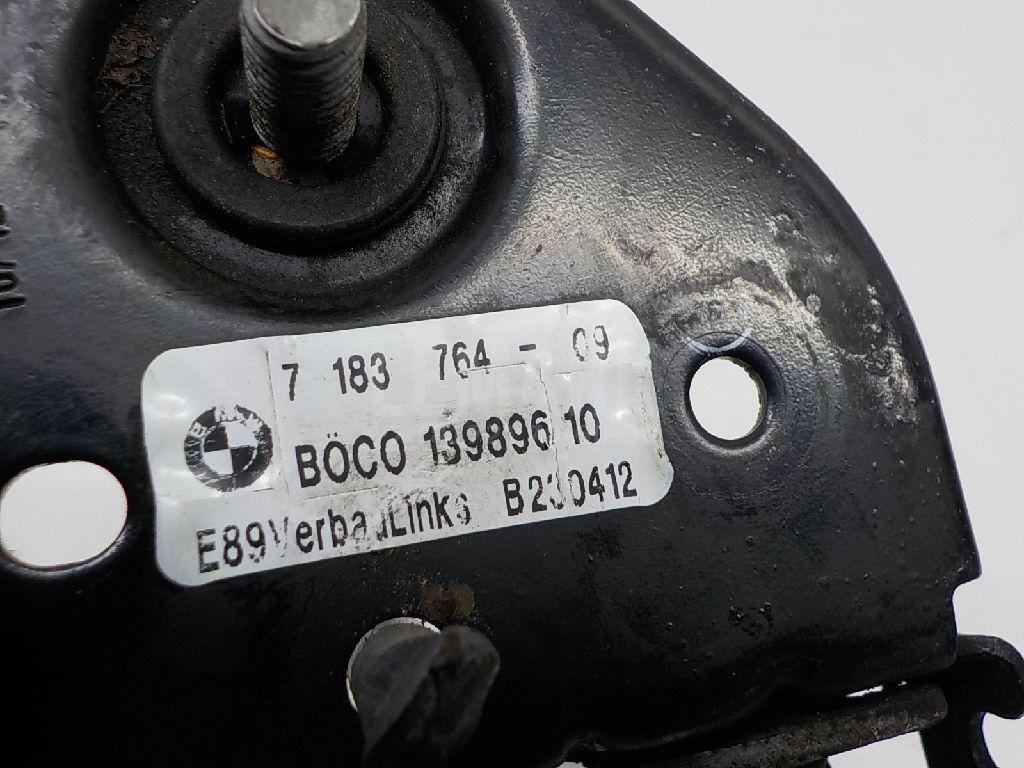 7 183 764 - 09
BÖCO 139896 10
E89VerbauLinks B230412